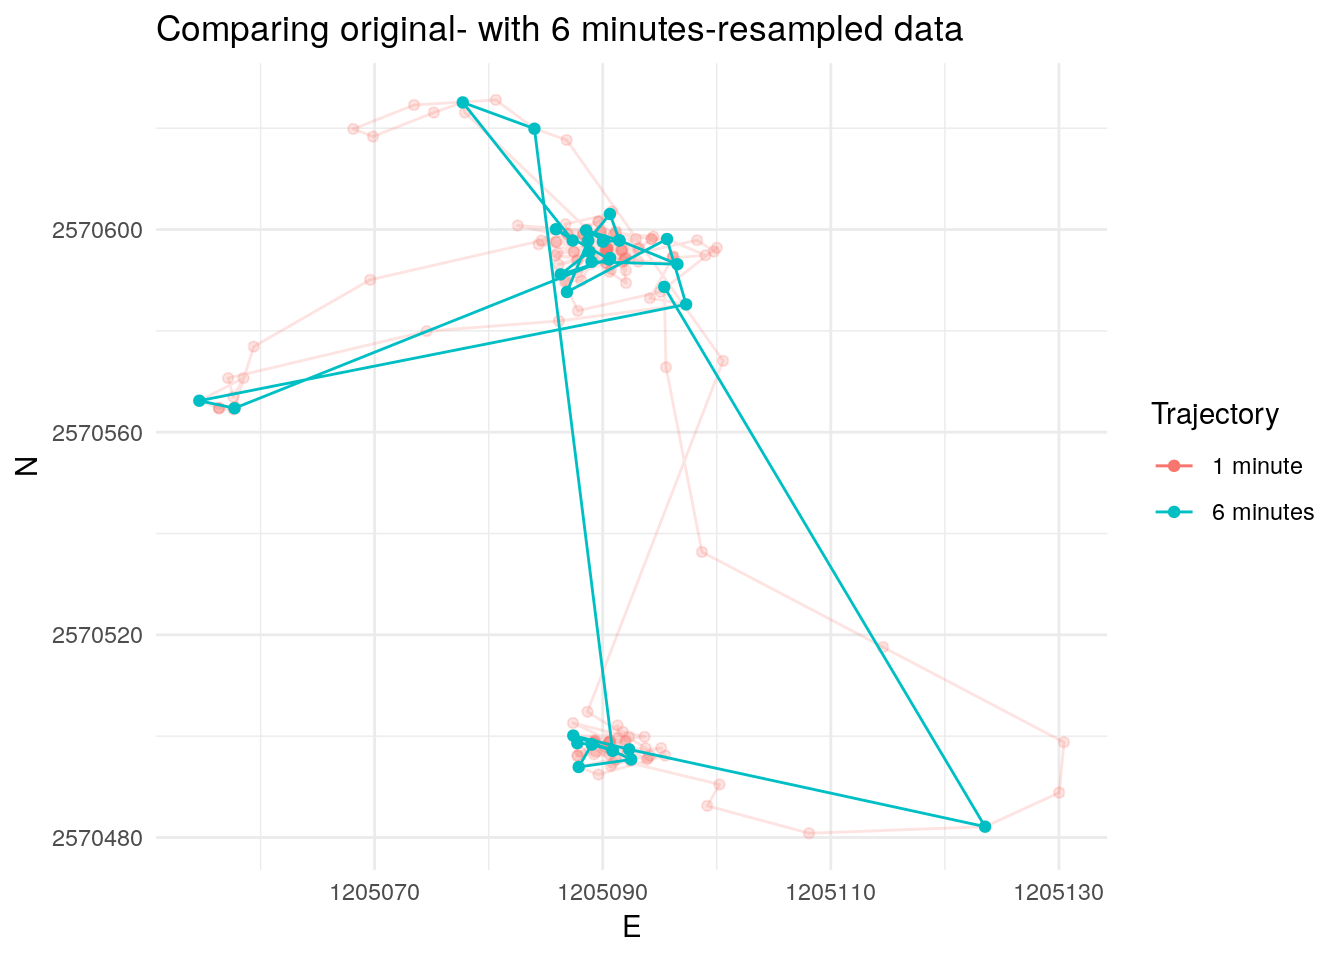 Comparing original- with 6 minutes-resampled data
2570600
2570560
2570520
2570480
N
1205070
1205090
1205110
1205130
E
Trajectory
1 minute
6 minutes